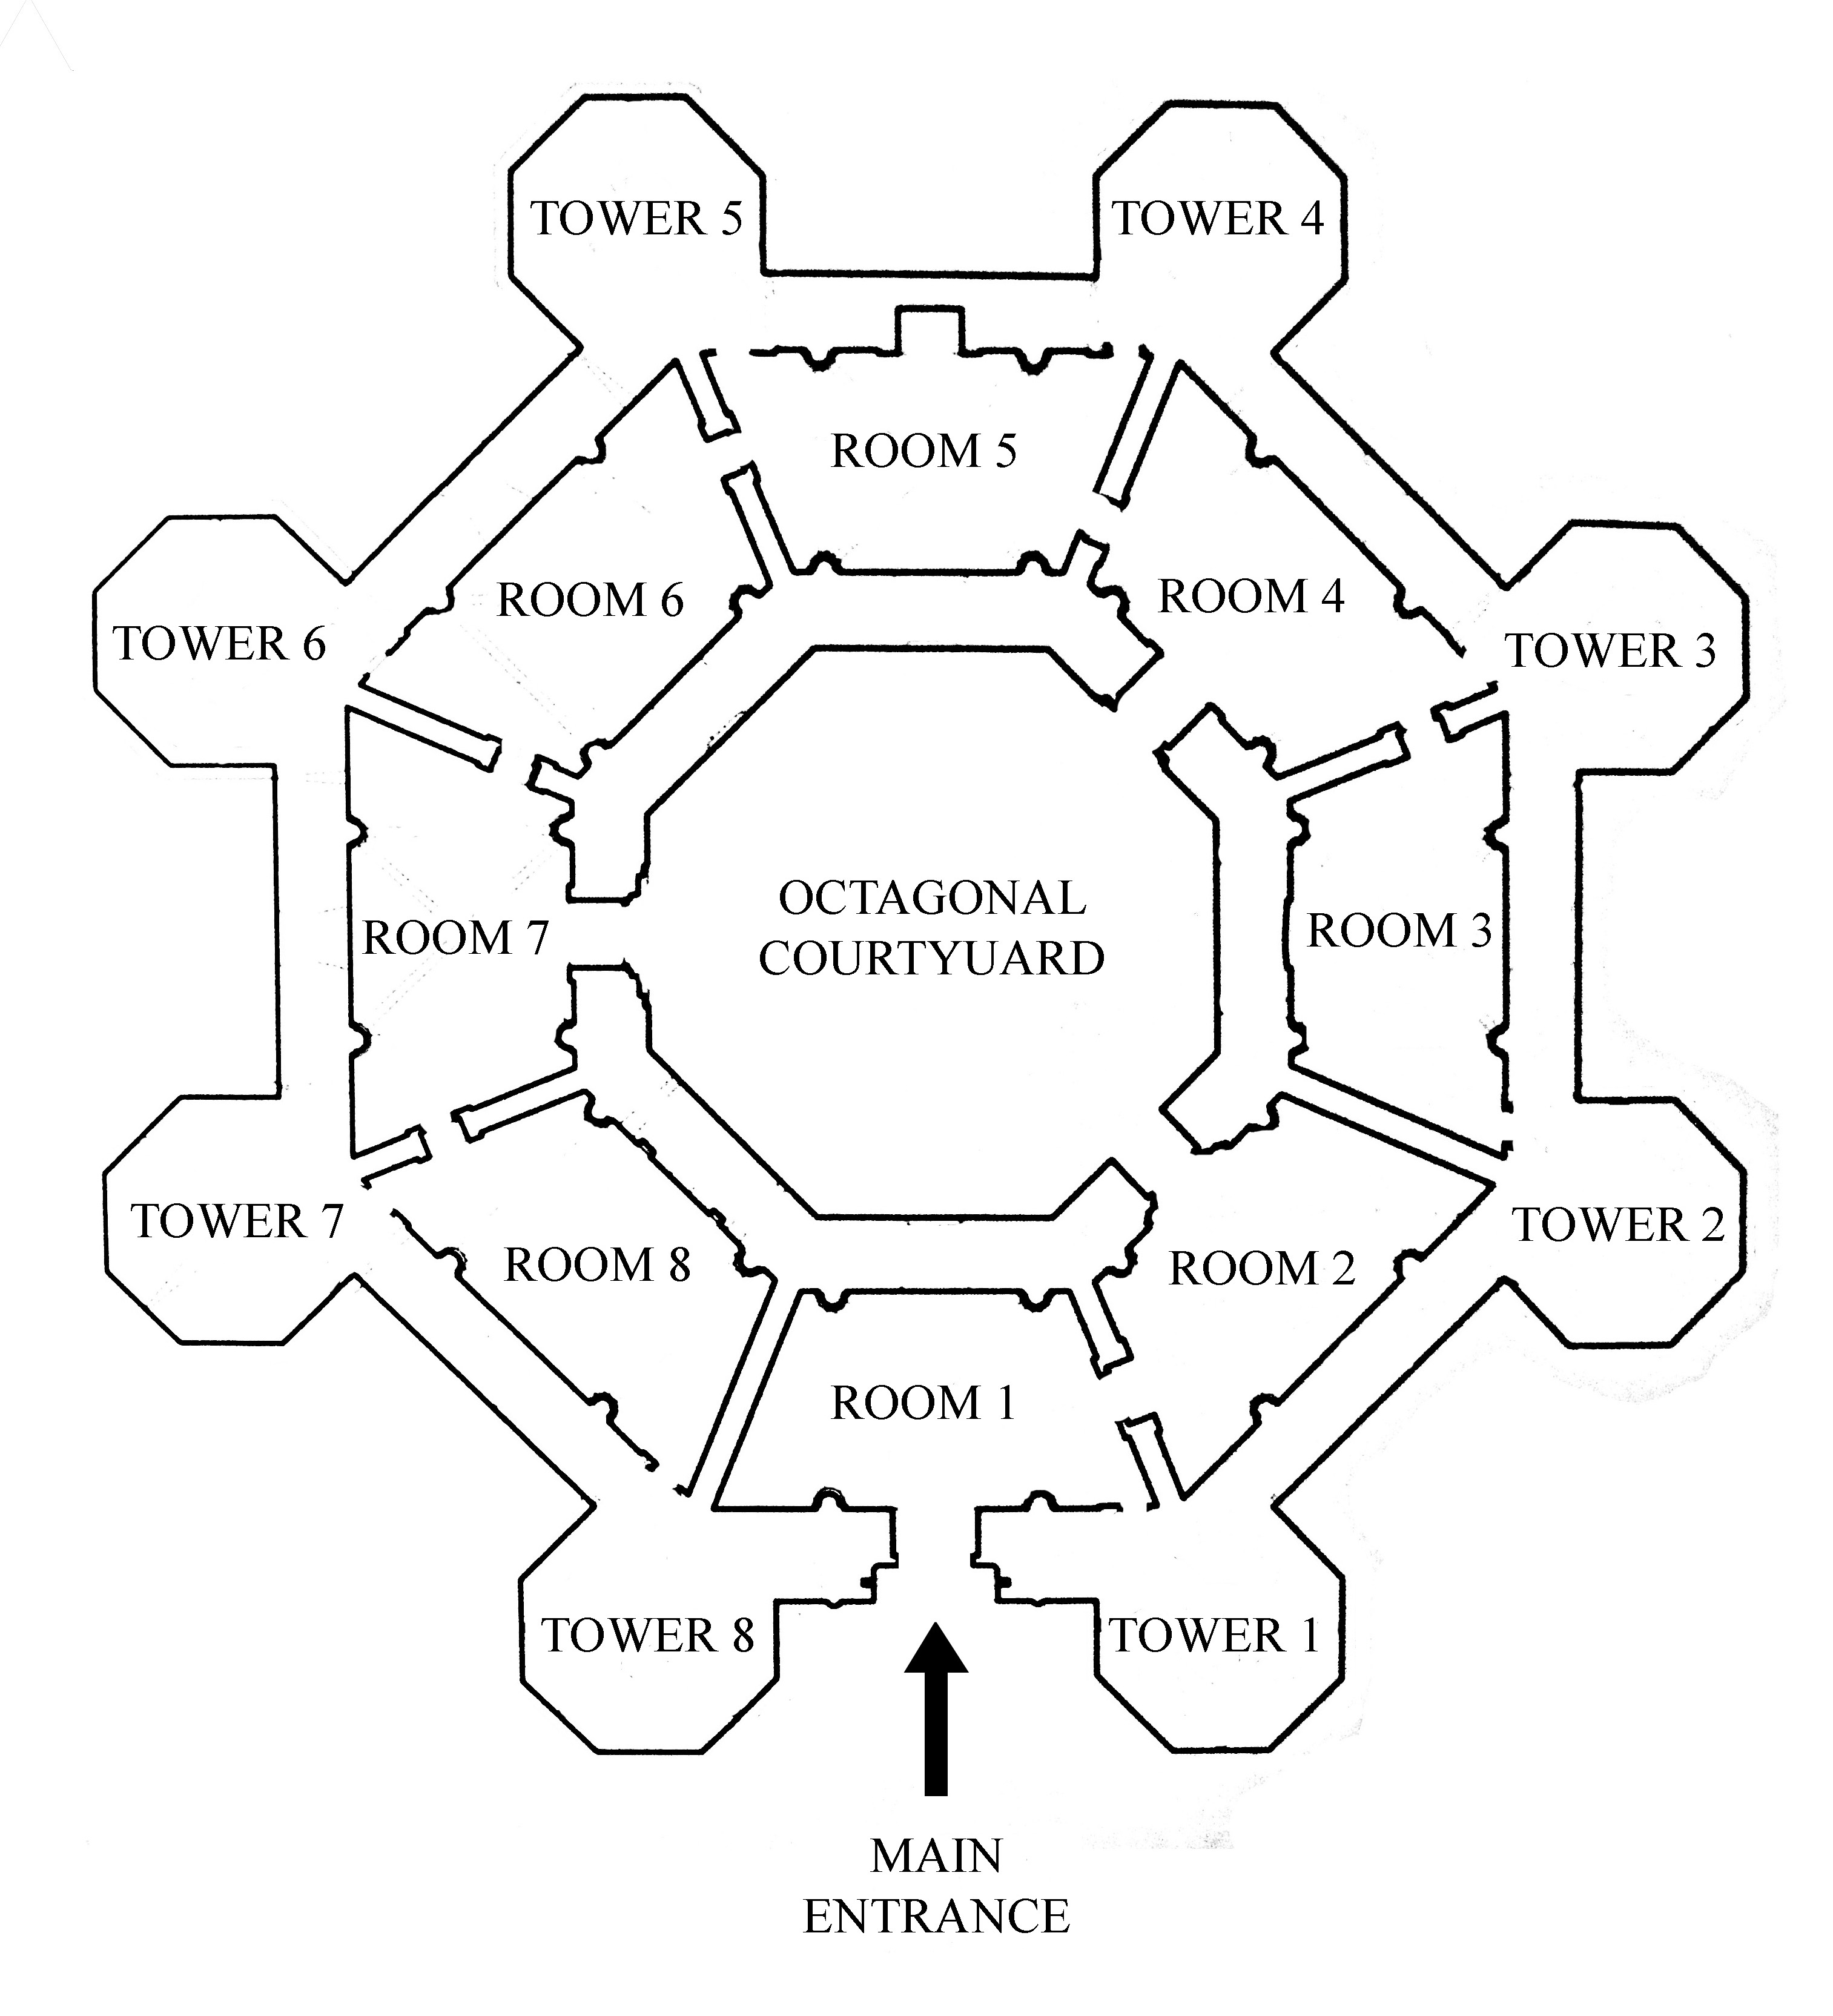 TOWER 5
TOWER 4
ROOM 5
ROOM 6
ROOM 4
TOWER 6
TOWER 3
OCTAGONAL
COURTYUARD
ROOM 7
ROOM 3
TOWER 7
TOWER 2
ROOM 8
ROOM 2
ROOM 1
TOWER 8
TOWER 1
MAIN
ENTRANCE